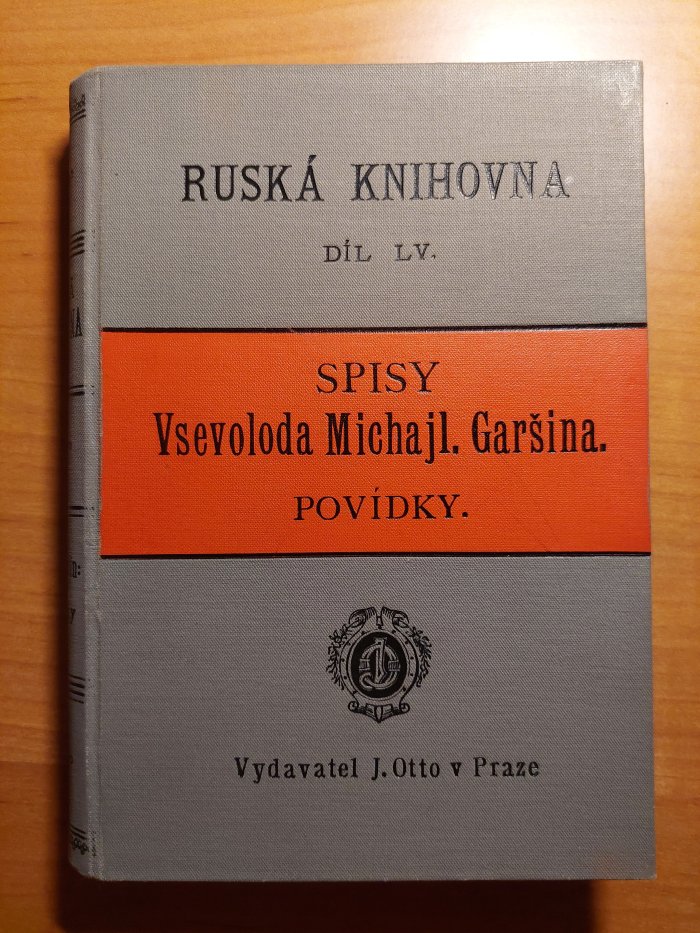 RUSKÁ KNIHOVNA
DÍL LV.
SPISY
Vsevoloda Michajl. Garšina.
POVÍDKY.
Vydavatel J. Otto v Praze